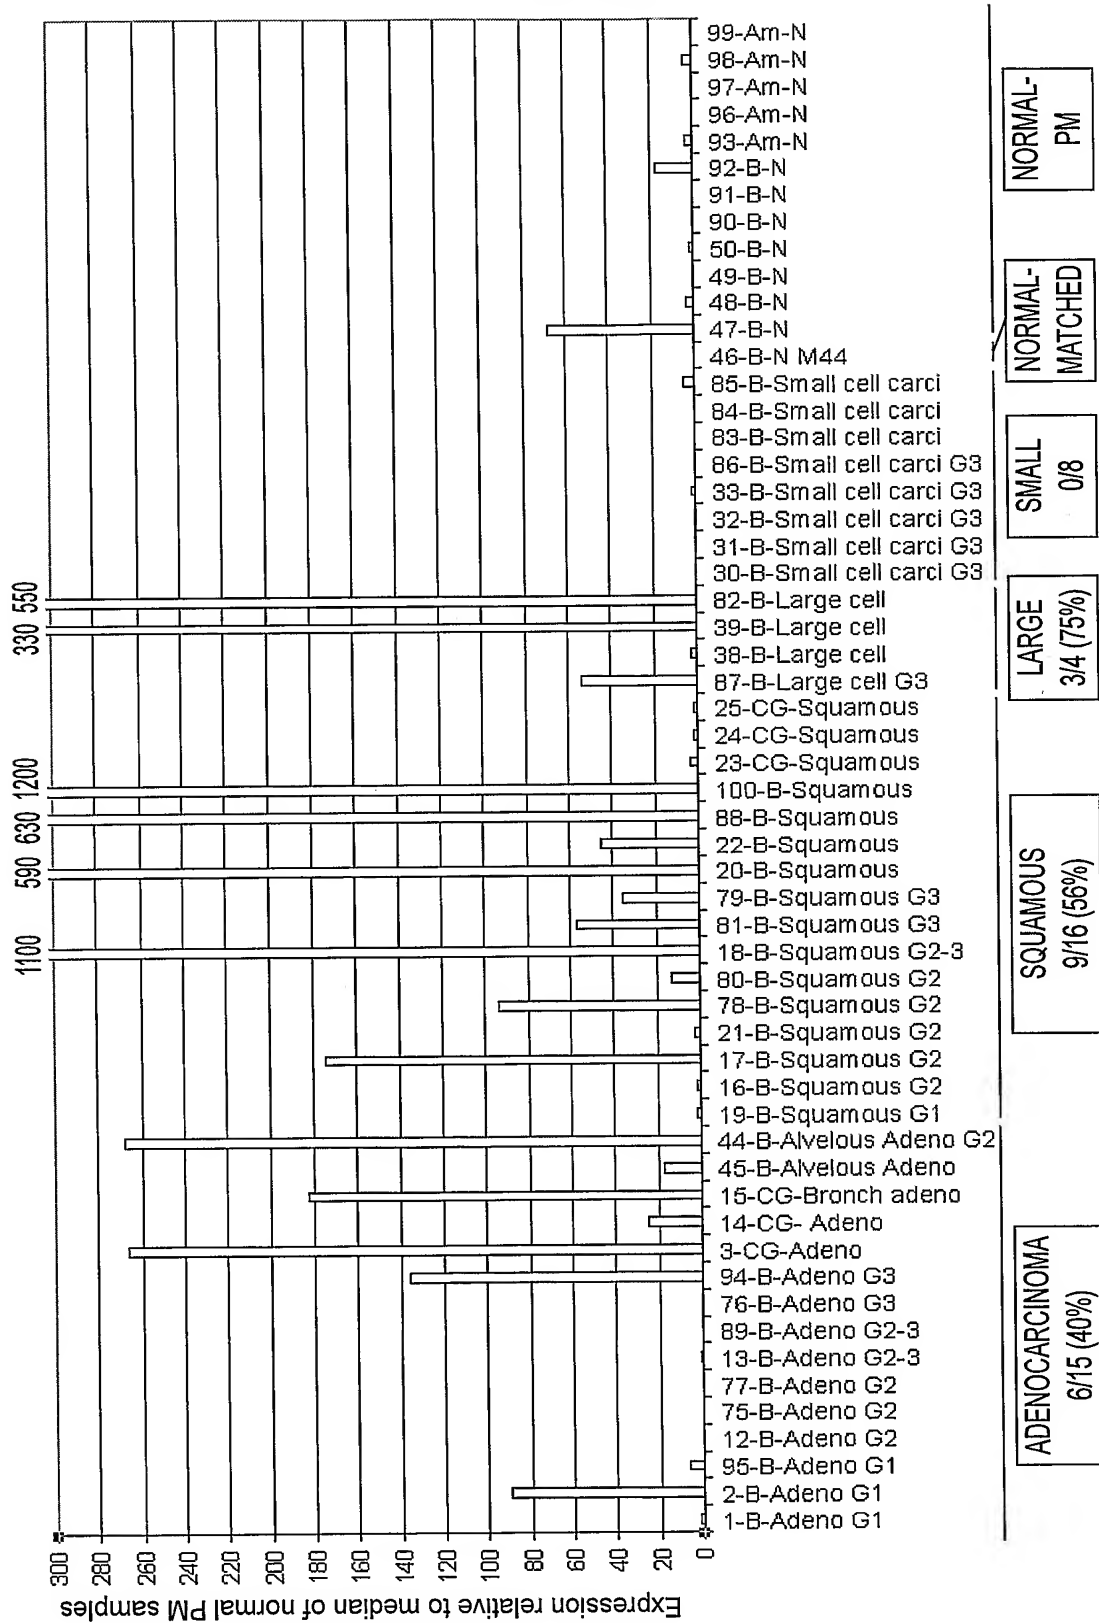 Expression relative to median of normal PM samples
300
280
260
240
220
200
180
160
140
120
100
80
60
40
20
0
1100
590
630
1200
330
550
1-B-Adeno G1
2-B-Adeno G1
95-B-Adeno G1
12-B-Adeno G2
75-B-Adeno G2
77-B-Adeno G2
13-B-Adeno G2-3
89-B-Adeno G2-3
76-B-Adeno G3
94-B-Adeno G3
3-CG-Adeno
14-CG- Adeno
15-CG-Bronch adeno
45-B-Alvelous Adeno
44-B-Alvelous Adeno G2
19-B-Squamous G1
16-B-Squamous G2
17-B-Squamous G2
21-B-Squamous G2
78-B-Squamous G2
80-B-Squamous G2
18-B-Squamous G2-3
81-B-Squamous G3
79-B-Squamous G3
20-B-Squamous
22-B-Squamous
88-B-Squamous
100-B-Squamous
23-CG-Squamous
24-CG-Squamous
25-CG-Squamous
87-B-Large cell G3
38-B-Large cell
39-B-Large cell
82-B-Large cell
30-B-Small cell carci G3
31-B-Small cell carci G3
32-B-Small cell carci G3
33-B-Small cell carci G3
86-B-Small cell carci G3
83-B-Small cell carci
84-B-Small cell carci
85-B-Small cell carci
46-B-N M44
47-B-N
48-B-N
49-B-N
50-B-N
90-B-N
91-B-N
92-B-N
93-Am-N
96-Am-N
97-Am-N
98-Am-N
99-Am-N
ADENOCARCINOMA
6/15 (40%)
SQUAMOUS
9/16 (56%)
LARGE
3/4 (75%)
SMALL
0/8
NORMAL-
MATCHED
NORMAL-
PM